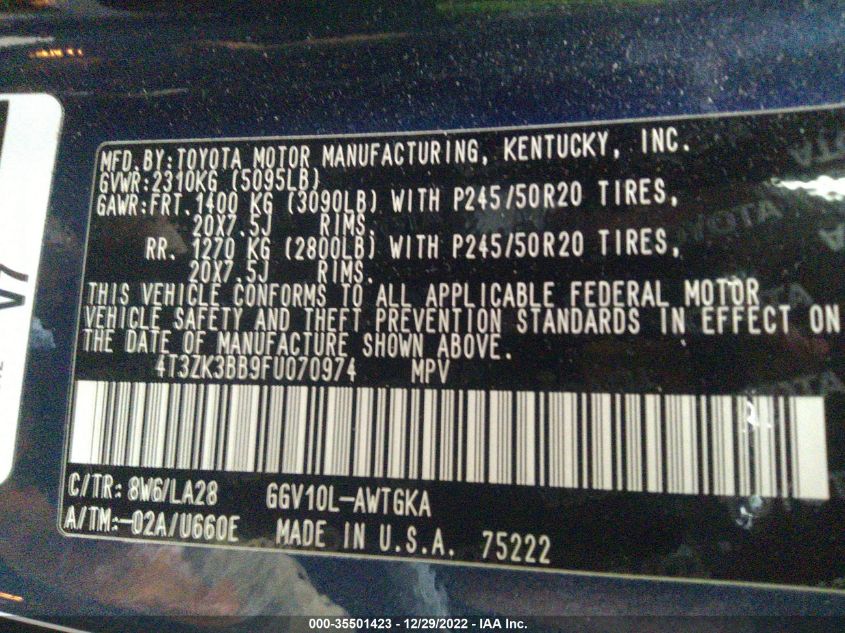 MFD. BY: TOYOTA MOTOR MANUFACTURING, KENTUCKY, INC.
GVWR: 2310KG (5095LB)
GAWR: FRT. 1400 KG (3090LB) WITH P245/50R20 TIRES,
20X7.5J RIMS.
RR. 1270 KG (2800LB) WITH P245/50R20 TIRES,
20X7.5J RIMS.
THIS VEHICLE CONFORMS TO ALL APPLICABLE FEDERAL MOTOR
VEHICLE SAFETY AND THEFT PREVENTION STANDARDS IN EFFECT ON
THE DATE OF MANUFACTURE SHOWN ABOVE.
4T3ZK3BB9FU070974 MPV
C/TR: 8W6/LA28 GGV10L-AWTGKA
A/TM:-02A/U660E MADE IN U.S.A. 75222
000-35501423 - 12/29/2022 - IAA Inc.